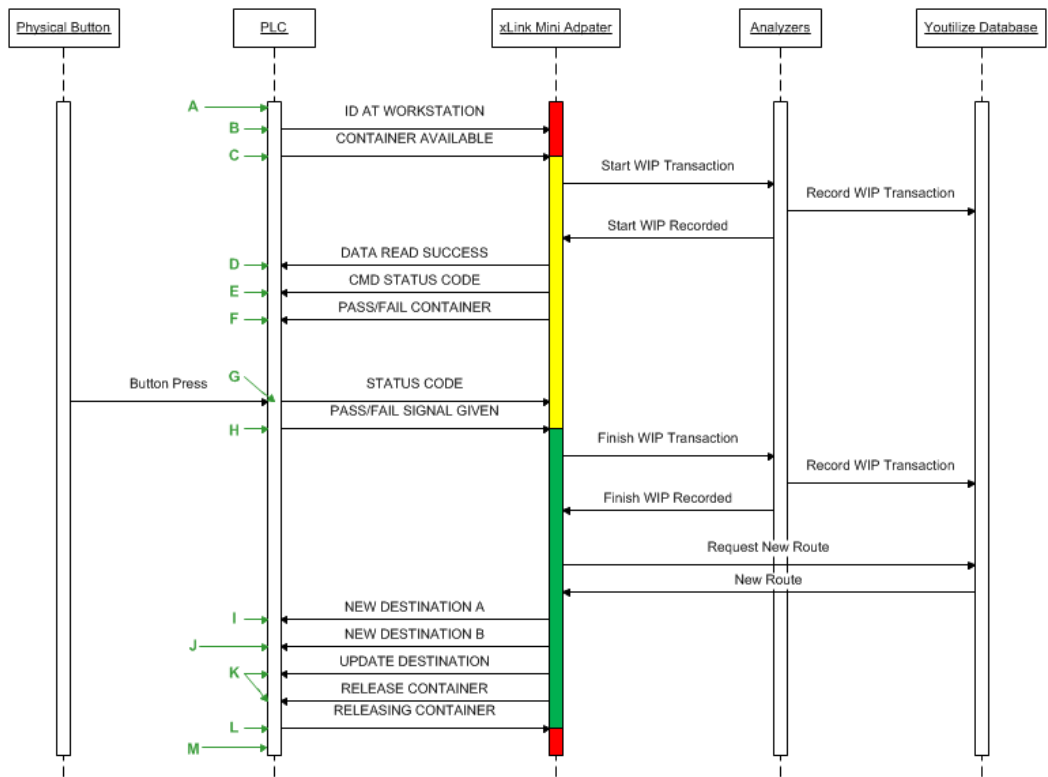 Physical Button
PLC
xLink Mini Adpater
Analyzers
Youtilize Database
A
ID AT WORKSTATION
B
CONTAINER AVAILABLE
C
Start WIP Transaction
Record WIP Transaction
Start WIP Recorded
DATA READ SUCCESS
D
CMD STATUS CODE
E
PASS/FAIL CONTAINER
F
G
Button Press
STATUS CODE
PASS/FAIL SIGNAL GIVEN
H
Finish WIP Transaction
Record WIP Transaction
Finish WIP Recorded
Request New Route
New Route
NEW DESTINATION A
I
NEW DESTINATION B
J
UPDATE DESTINATION
K
RELEASE CONTAINER
RELEASING CONTAINER
L
M